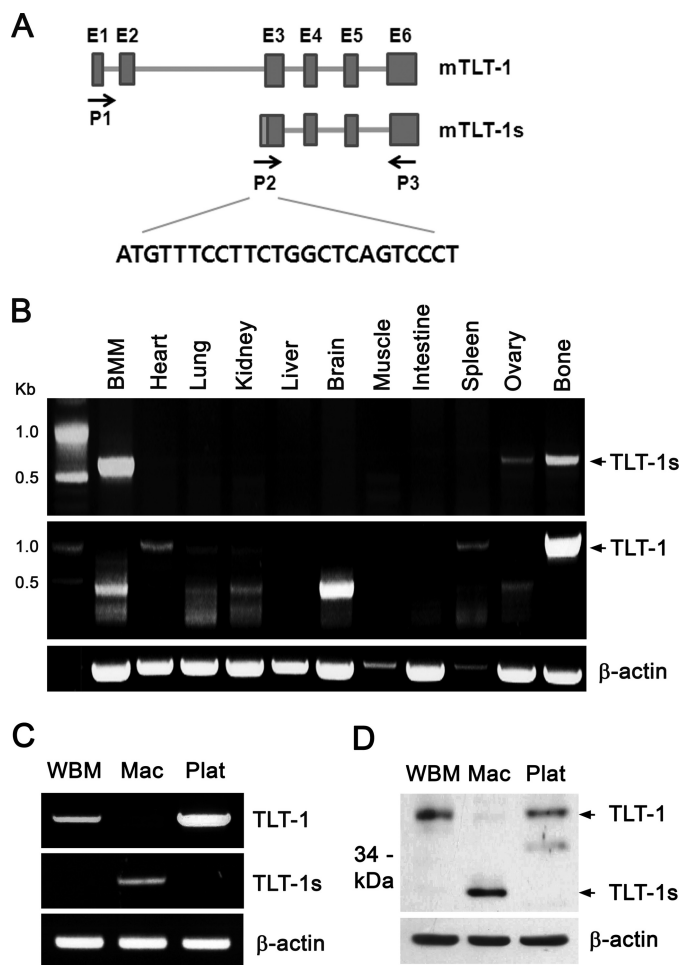 A
E1 E2 E3 E4 E5 E6
mTLT-1
P1
mTLT-1s
P2 P3
ATGTTTCCTTCTGGCTCAGTCCCT
B
BMM Heart Lung Kidney Liver Brain Muscle Intestine Spleen Ovary Bone
Kb
1.0
0.5
TLT-1s
1.0
0.5
TLT-1
β-actin
C
WBM Mac Plat
TLT-1
TLT-1s
β-actin
D
WBM Mac Plat
TLT-1
34 -
kDa
TLT-1s
β-actin